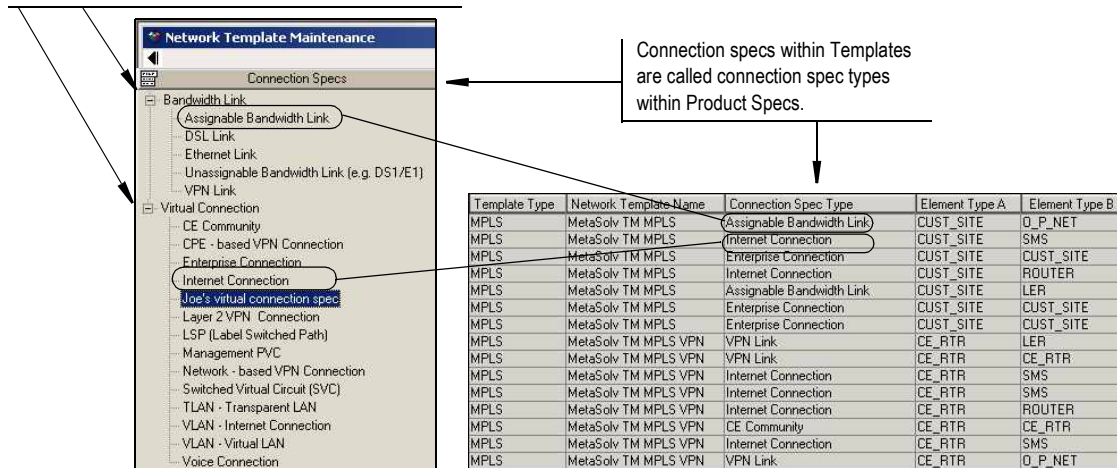 Network Template Maintenance
Connection Specs
Bandwidth Link
Assignable Bandwidth Link
DSL Link
Ethernet Link
Unassignable Bandwidth Link (e.g. DS1/E1)
VPN Link
Virtual Connection
CE Community
CPE - based VPN Connection
Enterprise Connection
Internet Connection
Joe's virtual connection spec
Layer 2 VPN Connection
LSP (Label Switched Path)
Management PVC
Network - based VPN Connection
Switched Virtual Circuit (SVC)
TLAN - Transparent LAN
VLAN - Internet Connection
VLAN - Virtual LAN
Voice Connection
Connection specs within Templates
are called connection spec types
within Product Specs.
Template Type Network Template Name Connection Spec Type Element Type A Element Type B
MPLS MetaSolv TM MPLS Assignable Bandwidth Link CUST_SITE O_P_NET
MPLS MetaSolv TM MPLS Internet Connection CUST_SITE SMS
MPLS MetaSolv TM MPLS Enterprise Connection CUST_SITE CUST_SITE
MPLS MetaSolv TM MPLS Internet Connection CUST_SITE ROUTER
MPLS MetaSolv TM MPLS Assignable Bandwidth Link CUST_SITE LER
MPLS MetaSolv TM MPLS Enterprise Connection CUST_SITE CUST_SITE
MPLS MetaSolv TM MPLS Enterprise Connection CUST_SITE CUST_SITE
MPLS MetaSolv TM MPLS VPN VPN Link CE_RTR LER
MPLS MetaSolv TM MPLS VPN VPN Link CE_RTR CE_RTR
MPLS MetaSolv TM MPLS VPN Internet Connection CE_RTR SMS
MPLS MetaSolv TM MPLS VPN Internet Connection CE_RTR SMS
MPLS MetaSolv TM MPLS VPN Internet Connection CE_RTR ROUTER
MPLS MetaSolv TM MPLS VPN CE Community CE_RTR CE_RTR
MPLS MetaSolv TM MPLS VPN Internet Connection CE_RTR SMS
MPLS MetaSolv TM MPLS VPN VPN Link CE_RTR O_P_NET